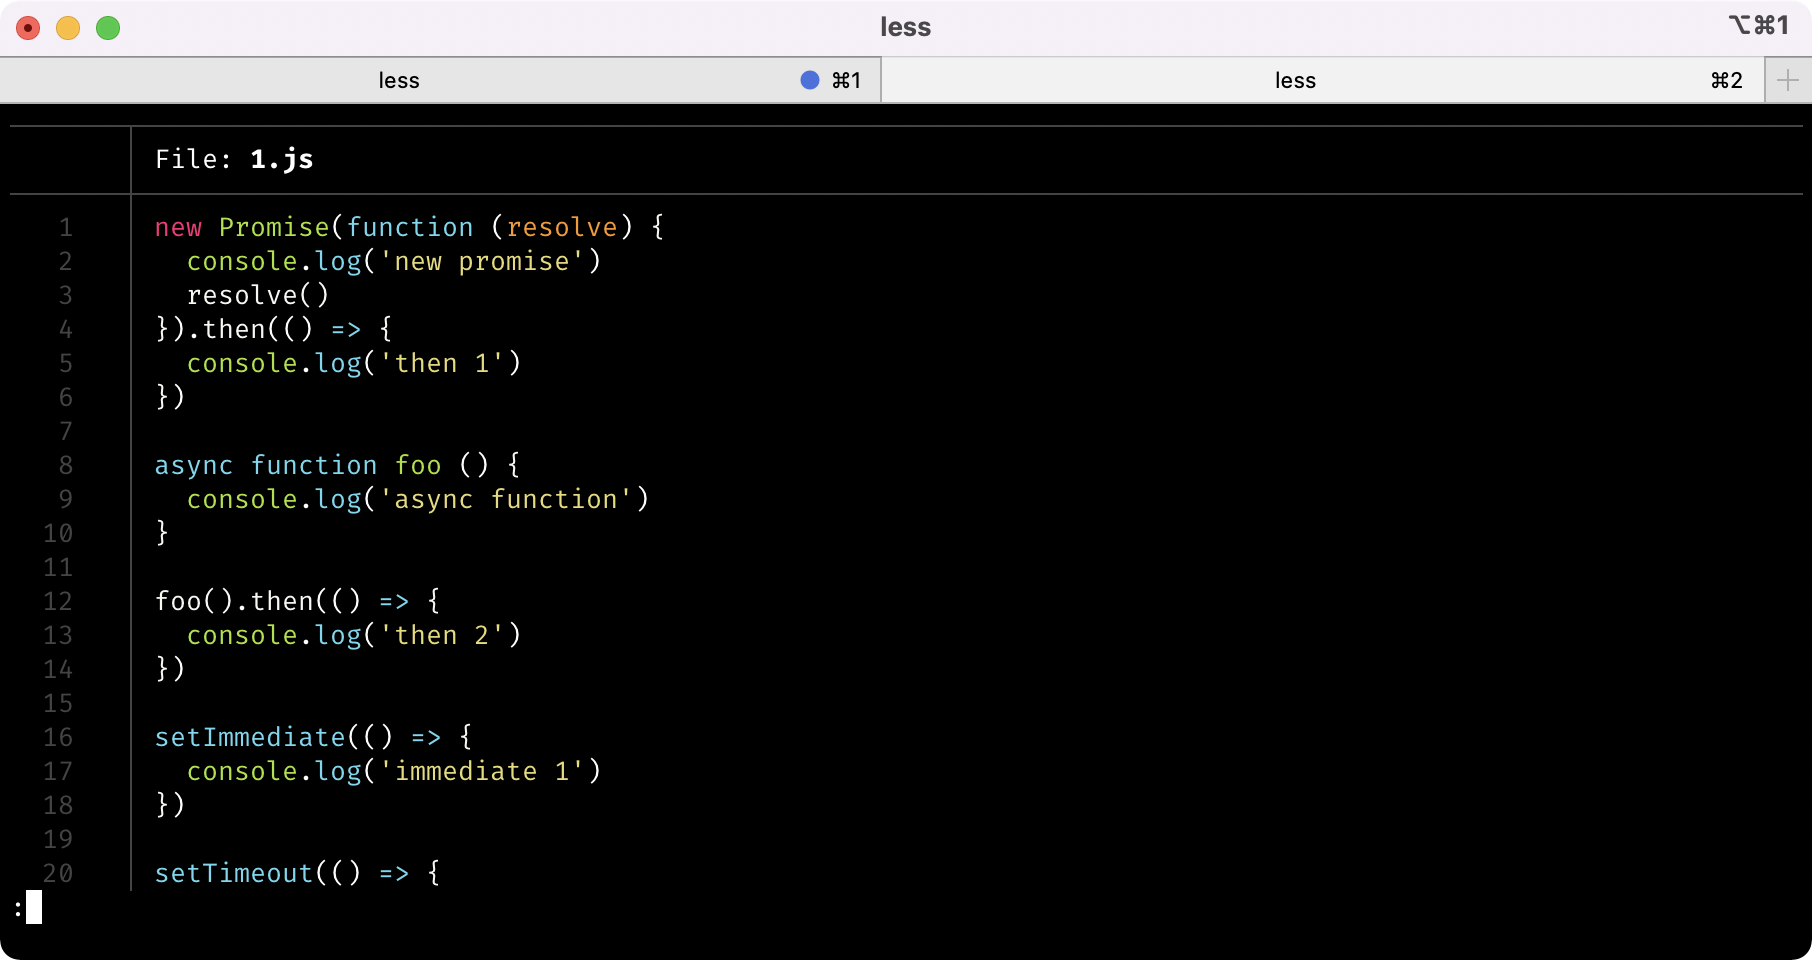 less
⌥⌘1
less ⌘1 less ⌘2 +
File: 1.js
1 new Promise(function (resolve) {
2   console.log('new promise')
3   resolve()
4 }).then(() => {
5   console.log('then 1')
6 })
7
8 async function foo () {
9   console.log('async function')
10 }
11
12 foo().then(() => {
13   console.log('then 2')
14 })
15
16 setImmediate(() => {
17   console.log('immediate 1')
18 })
19
20 setTimeout(() => {
: